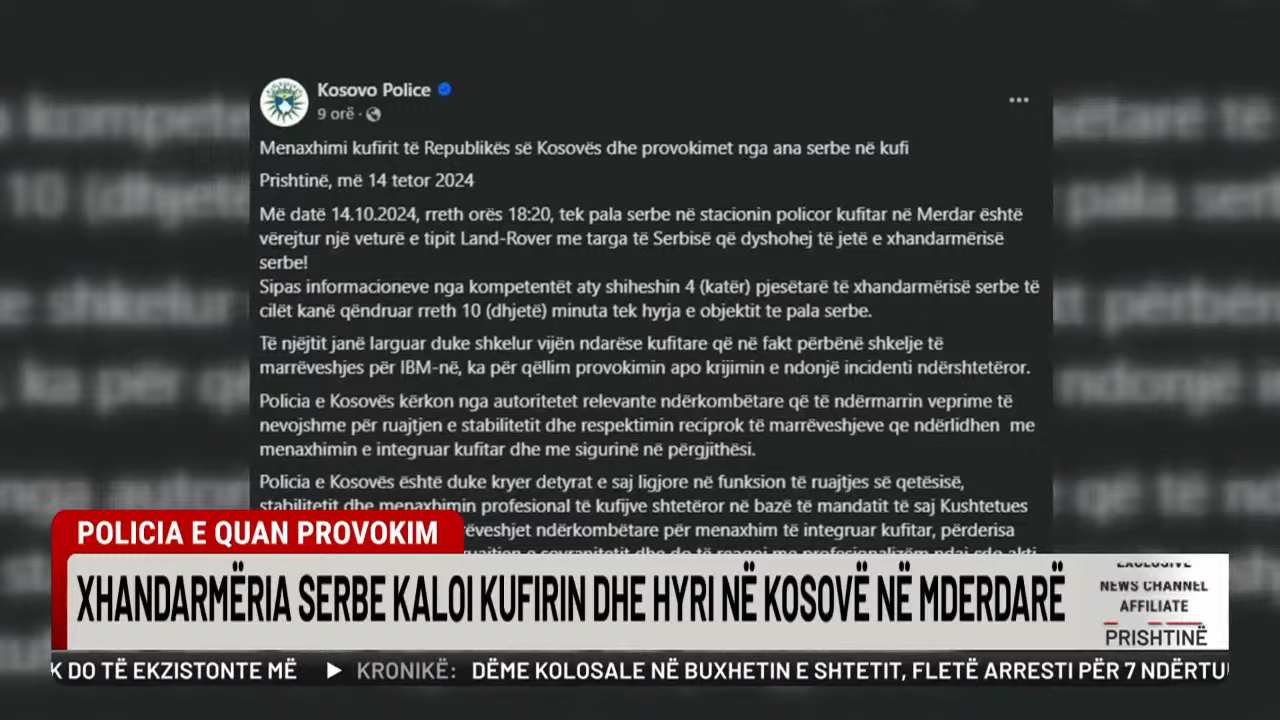 Kosovo Police
9 orë ·
Menaxhimi kufirit të Republikës së Kosovës dhe provokimet nga ana serbe në kufi
Prishtinë, më 14 tetor 2024
Më datë 14.10.2024, rreth orës 18:20, tek pala serbe në stacionin policor kufitar në Merdar është
vërejtur një veturë e tipit Land-Rover me targa të Serbisë që dyshohej të jetë e xhandarmërisë
serbe!
Sipas informacioneve nga kompetentët aty shiheshin 4 (katër) pjesëtarë të xhandarmërisë serbe të
cilët kanë qëndruar rreth 10 (dhjetë) minuta tek hyrja e objektit te pala serbe.
Të njëjtit janë larguar duke shkelur vijën ndarëse kufitare që në fakt përbënë shkelje të
marrëveshjes për IBM-në, ka për qëllim provokimin apo krijimin e ndonjë incidenti ndërshtetëror.
Policia e Kosovës kërkon nga autoritetet relevante ndërkombëtare që të ndërmarrin veprime të
nevojshme për ruajtjen e stabilitetit dhe respektimin reciprok të marrëveshjeve qe ndërlidhen me
menaxhimin e integruar kufitar dhe me sigurinë në përgjithësi.
Policia e Kosovës është duke kryer detyrat e saj ligjore në funksion të ruajtjes së qetësisë,
stabilitetit dhe menaxhimin profesional të kufijve shtetëror në bazë të mandatit të saj Kushtetues
rëveshjet ndërkombëtare për menaxhim të integruar kufitar, përderisa
POLICIA E QUAN PROVOKIM
XHANDARMËRIA SERBE KALOI KUFIRIN DHE HYRI NË KOSOVË NË MDERDARË
EXCLUSIVE
NEWS CHANNEL
AFFILIATE
PRISHTINË
K DO TË EKZISTONTE MË ▶ KRONIKË: DËME KOLOSALE NË BUXHETIN E SHTETIT, FLETË ARRESTI PËR 7 NDËRTU